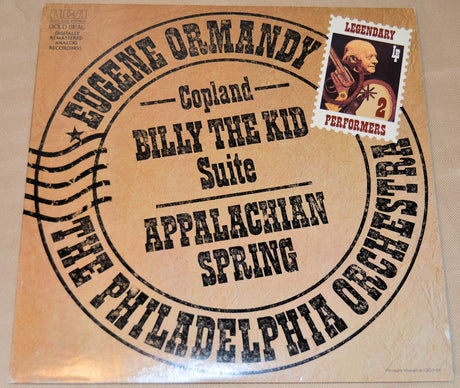 RCA
GOLD SEAL
DIGITALLY
REMASTERED
ANALOG
RECORDINGS
EUGENE ORMANDY
LEGENDARY
LP
2
PERFORMERS
Copland
BILLY THE KID
Suite
APPALACHIAN
SPRING
THE PHILADELPHIA ORCHESTRA